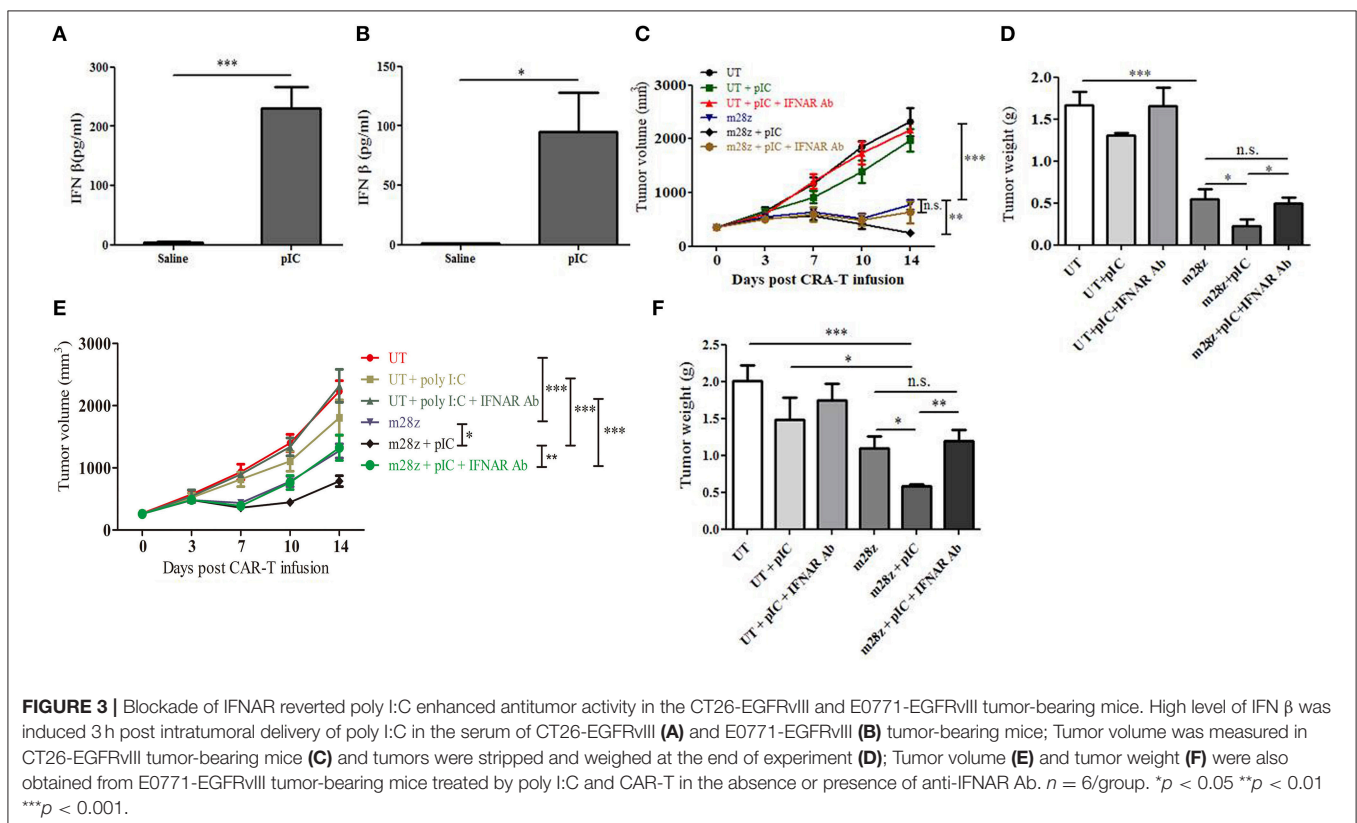 A
***
IFN β(pg/ml)
300
200
100
0
Saline
pIC
B
*
IFN β (pg/ml)
150
100
50
0
Saline
pIC
C
UT
UT + pIC
UT + pIC + IFNAR Ab
m28z
m28z + pIC
m28z + pIC + IFNAR Ab
Tumor volume (mm³)
3000
2000
1000
0
0 3 7 10 14
Days post CRA-T infusion
***
n.s.
**
D
Tumor weight (g)
2.0
1.5
1.0
0.5
0.0
***
n.s.
* *
UT
UT+pIC
UT+pIC+IFNAR Ab
m28z
m28z+pIC
m28z+pIC+IFNAR Ab
E
Tumor volume (mm³)
3000
2000
1000
0
0 3 7 10 14
Days post CAR-T infusion
UT
UT + poly I:C
UT + poly I:C + IFNAR Ab
m28z
m28z + pIC
m28z + pIC + IFNAR Ab
***
***
***
*
**
F
Tumor weight (g)
2.5
2.0
1.5
1.0
0.5
0.0
***
*
n.s.
* **
UT
UT + pIC
UT + pIC + IFNAR Ab
m28z
m28z + pIC
m28z + pIC + IFNAR Ab
FIGURE 3 | Blockade of IFNAR reverted poly I:C enhanced antitumor activity in the CT26-EGFRvIII and E0771-EGFRvIII tumor-bearing mice. High level of IFN β was
induced 3 h post intratumoral delivery of poly I:C in the serum of CT26-EGFRvIII (A) and E0771-EGFRvIII (B) tumor-bearing mice; Tumor volume was measured in
CT26-EGFRvIII tumor-bearing mice (C) and tumors were stripped and weighed at the end of experiment (D); Tumor volume (E) and tumor weight (F) were also
obtained from E0771-EGFRvIII tumor-bearing mice treated by poly I:C and CAR-T in the absence or presence of anti-IFNAR Ab. n = 6/group. *p < 0.05 **p < 0.01
***p < 0.001.